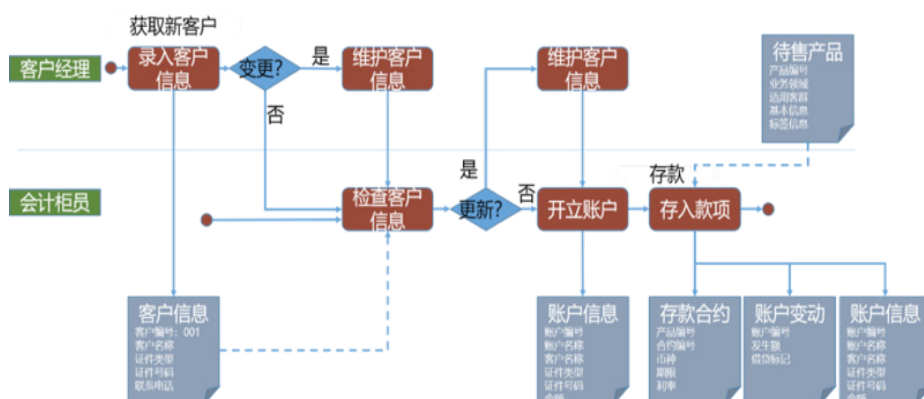 获取新客户
客户经理
录入客户
信息
变更?
是
维护客户
信息
维护客户
信息
待售产品
产品编号
业务领域
适用客群
基本信息
标签信息
否
会计柜员
检查客户
信息
是
更新?
否
开立账户
存款
存入款项
客户信息
客户编号：001
客户名称
证件类型
证件号码
联系电话
账户信息
账户编号
账户名称
客户名称
证件类型
证件号码
存款合约
产品编号
合约编号
币种
期限
利率
账户变动
账户编号
发生额
借贷标记
账户信息
账户编号
账户名称
客户名称
证件类型
证件号码